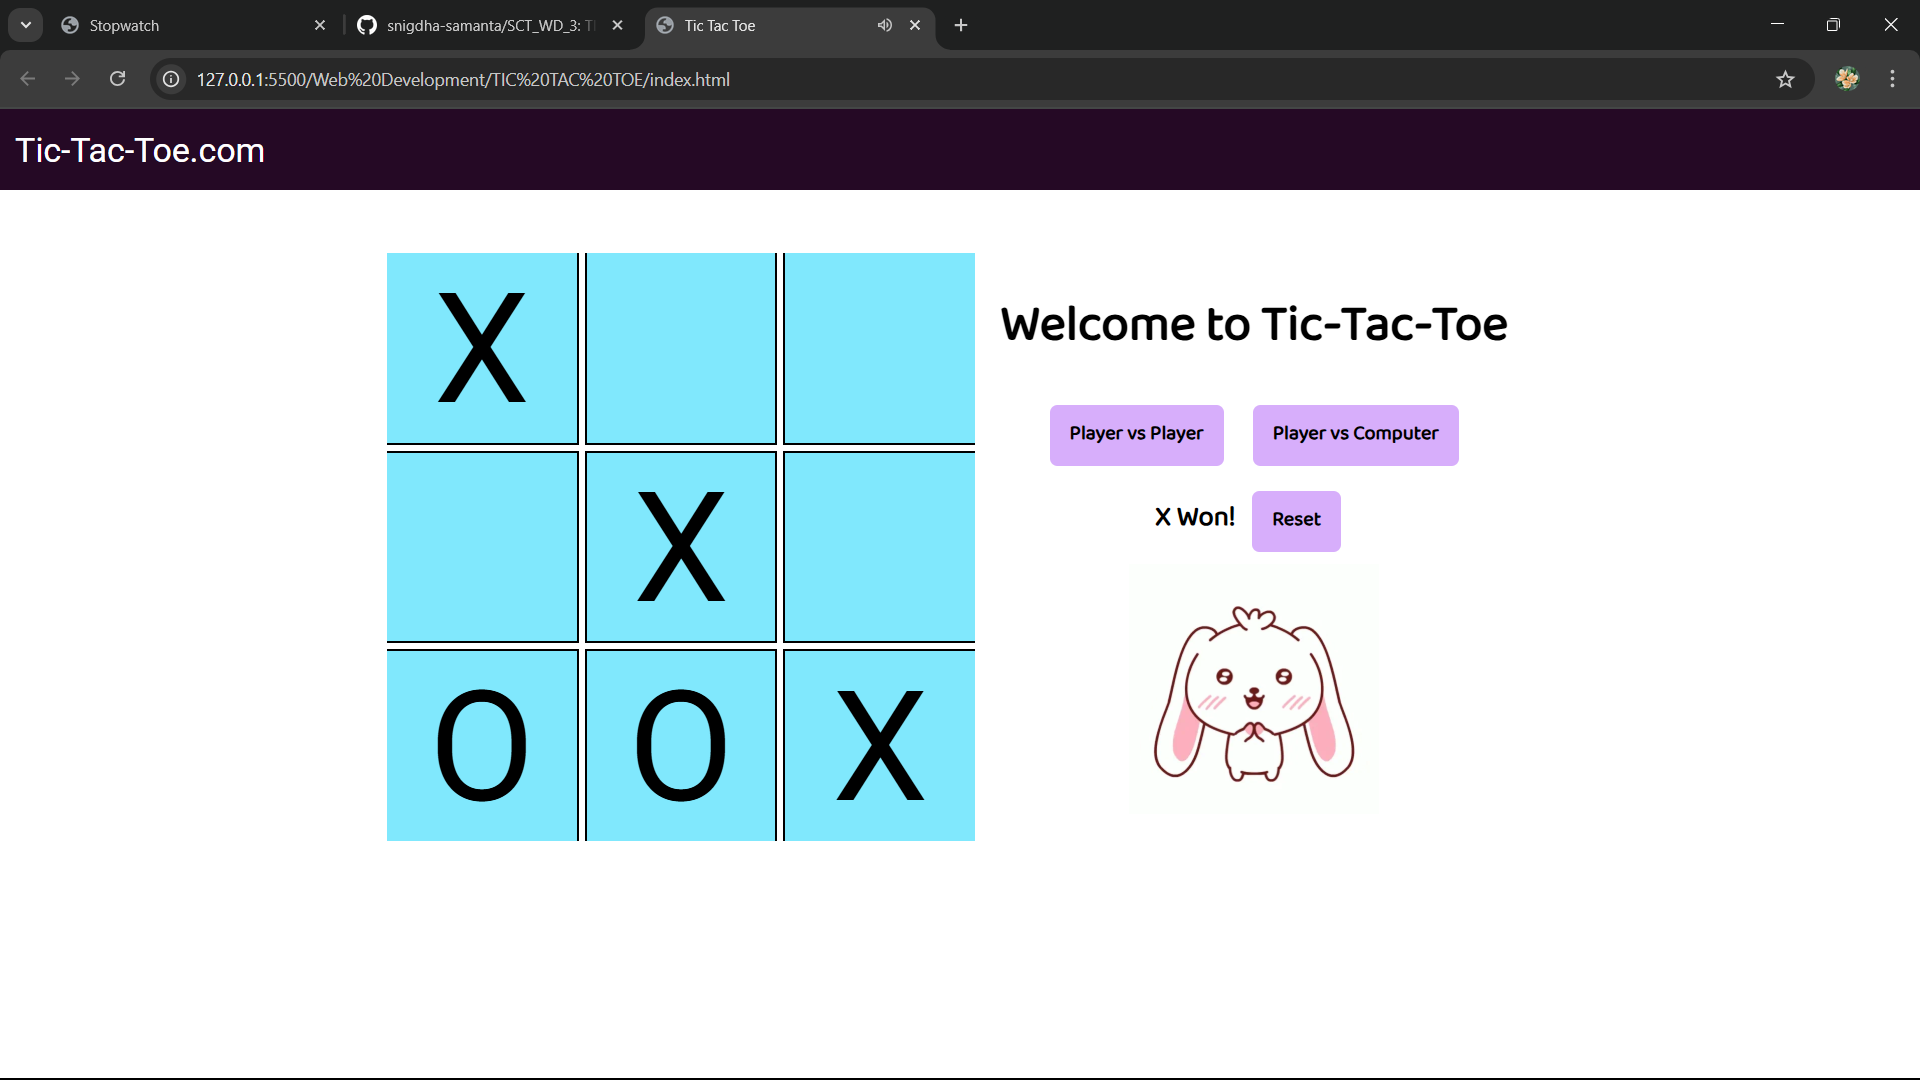 Stopwatch
snigdha-samanta/SCT_WD_3:
Tic Tac Toe
127.0.0.1:5500/Web%20Development/TIC%20TAC%20TOE/index.html
Tic-Tac-Toe.com
X
X
O O X
Welcome to Tic-Tac-Toe
Player vs Player Player vs Computer
X Won! Reset